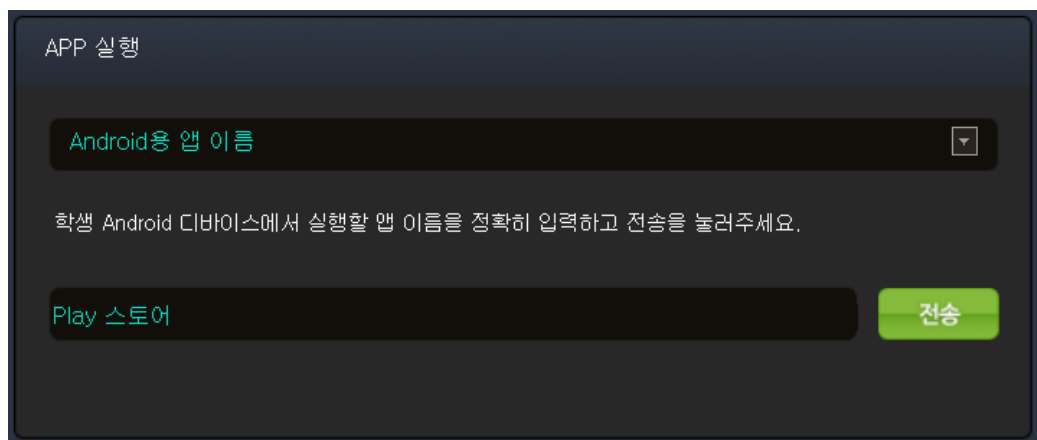 APP 실행
Android용 앱 이름
학생 Android 디바이스에서 실행할 앱 이름을 정확히 입력하고 전송을 눌러주세요.
Play 스토어
전송